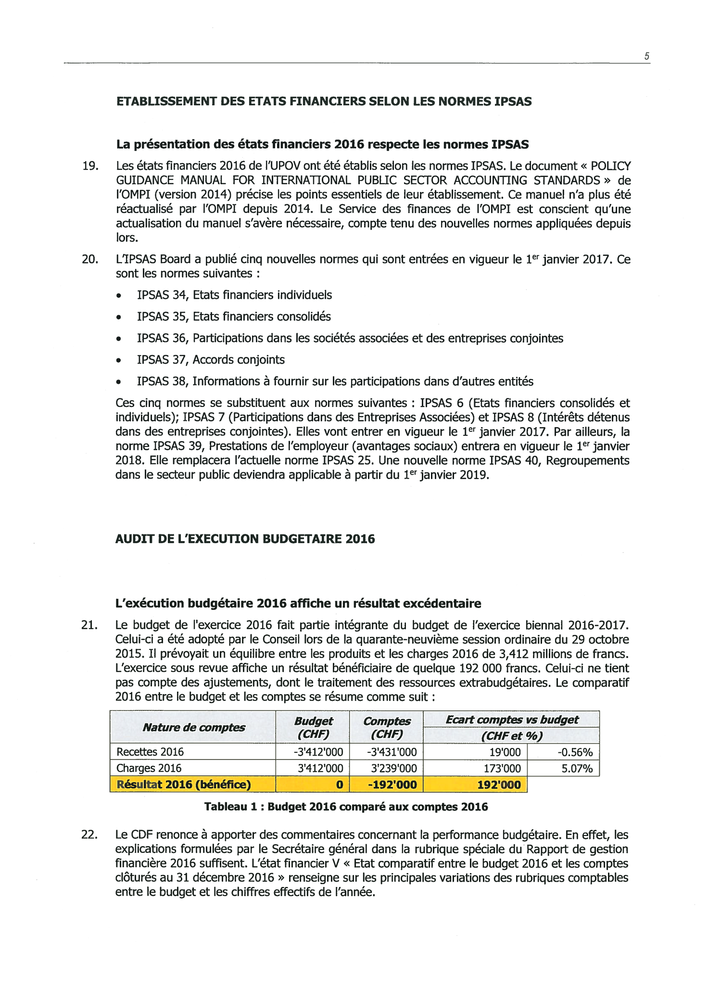 5
ETABLISSEMENT DES ETATS FINANCIERS SELON LES NORMES IPSAS
La présentation des états financiers 2016 respecte les normes IPSAS
19. Les états financiers 2016 de l'UPOV ont été établis selon les normes IPSAS. Le document « POLICY
GUIDANCE MANUAL FOR INTERNATIONAL PUBLIC SECTOR ACCOUNTING STANDARDS » de
l'OMPI (version 2014) précise les points essentiels de leur établissement. Ce manuel n'a plus été
réactualisé par l'OMPI depuis 2014. Le Service des finances de l'OMPI est conscient qu'une
actualisation du manuel s'avère nécessaire, compte tenu des nouvelles normes appliquées depuis
lors.
20. L'IPSAS Board a publié cinq nouvelles normes qui sont entrées en vigueur le 1er janvier 2017. Ce
sont les normes suivantes :
• IPSAS 34, Etats financiers individuels
• IPSAS 35, Etats financiers consolidés
• IPSAS 36, Participations dans les sociétés associées et des entreprises conjointes
• IPSAS 37, Accords conjoints
• IPSAS 38, Informations à fournir sur les participations dans d'autres entités
Ces cinq normes se substituent aux normes suivantes : IPSAS 6 (Etats financiers consolidés et
individuels); IPSAS 7 (Participations dans des Entreprises Associées) et IPSAS 8 (Intérêts détenus
dans des entreprises conjointes). Elles vont entrer en vigueur le 1er janvier 2017. Par ailleurs, la
norme IPSAS 39, Prestations de l'employeur (avantages sociaux) entrera en vigueur le 1er janvier
2018. Elle remplacera l'actuelle norme IPSAS 25. Une nouvelle norme IPSAS 40, Regroupements
dans le secteur public deviendra applicable à partir du 1er janvier 2019.
AUDIT DE L'EXECUTION BUDGETAIRE 2016
L'exécution budgétaire 2016 affiche un résultat excédentaire
21. Le budget de l'exercice 2016 fait partie intégrante du budget de l'exercice biennal 2016-2017.
Celui-ci a été adopté par le Conseil lors de la quarante-neuvième session ordinaire du 29 octobre
2015. Il prévoyait un équilibre entre les produits et les charges 2016 de 3,412 millions de francs.
L'exercice sous revue affiche un résultat bénéficiaire de quelque 192 000 francs. Celui-ci ne tient
pas compte des ajustements, dont le traitement des ressources extrabudgétaires. Le comparatif
2016 entre le budget et les comptes se résume comme suit :
Nature de comptes Budget (CHF) Comptes (CHF) Ecart comptes vs budget
(CHF et %)
Recettes 2016 -3'412'000 -3'431'000 19'000 -0.56%
Charges 2016 3'412'000 3'239'000 173'000 5.07%
Résultat 2016 (bénéfice) 0 -192'000 192'000
Tableau 1 : Budget 2016 comparé aux comptes 2016
22. Le CDF renonce à apporter des commentaires concernant la performance budgétaire. En effet, les
explications formulées par le Secrétaire général dans la rubrique spéciale du Rapport de gestion
financière 2016 suffisent. L'état financier V « Etat comparatif entre le budget 2016 et les comptes
clôturés au 31 décembre 2016 » renseigne sur les principales variations des rubriques comptables
entre le budget et les chiffres effectifs de l'année.